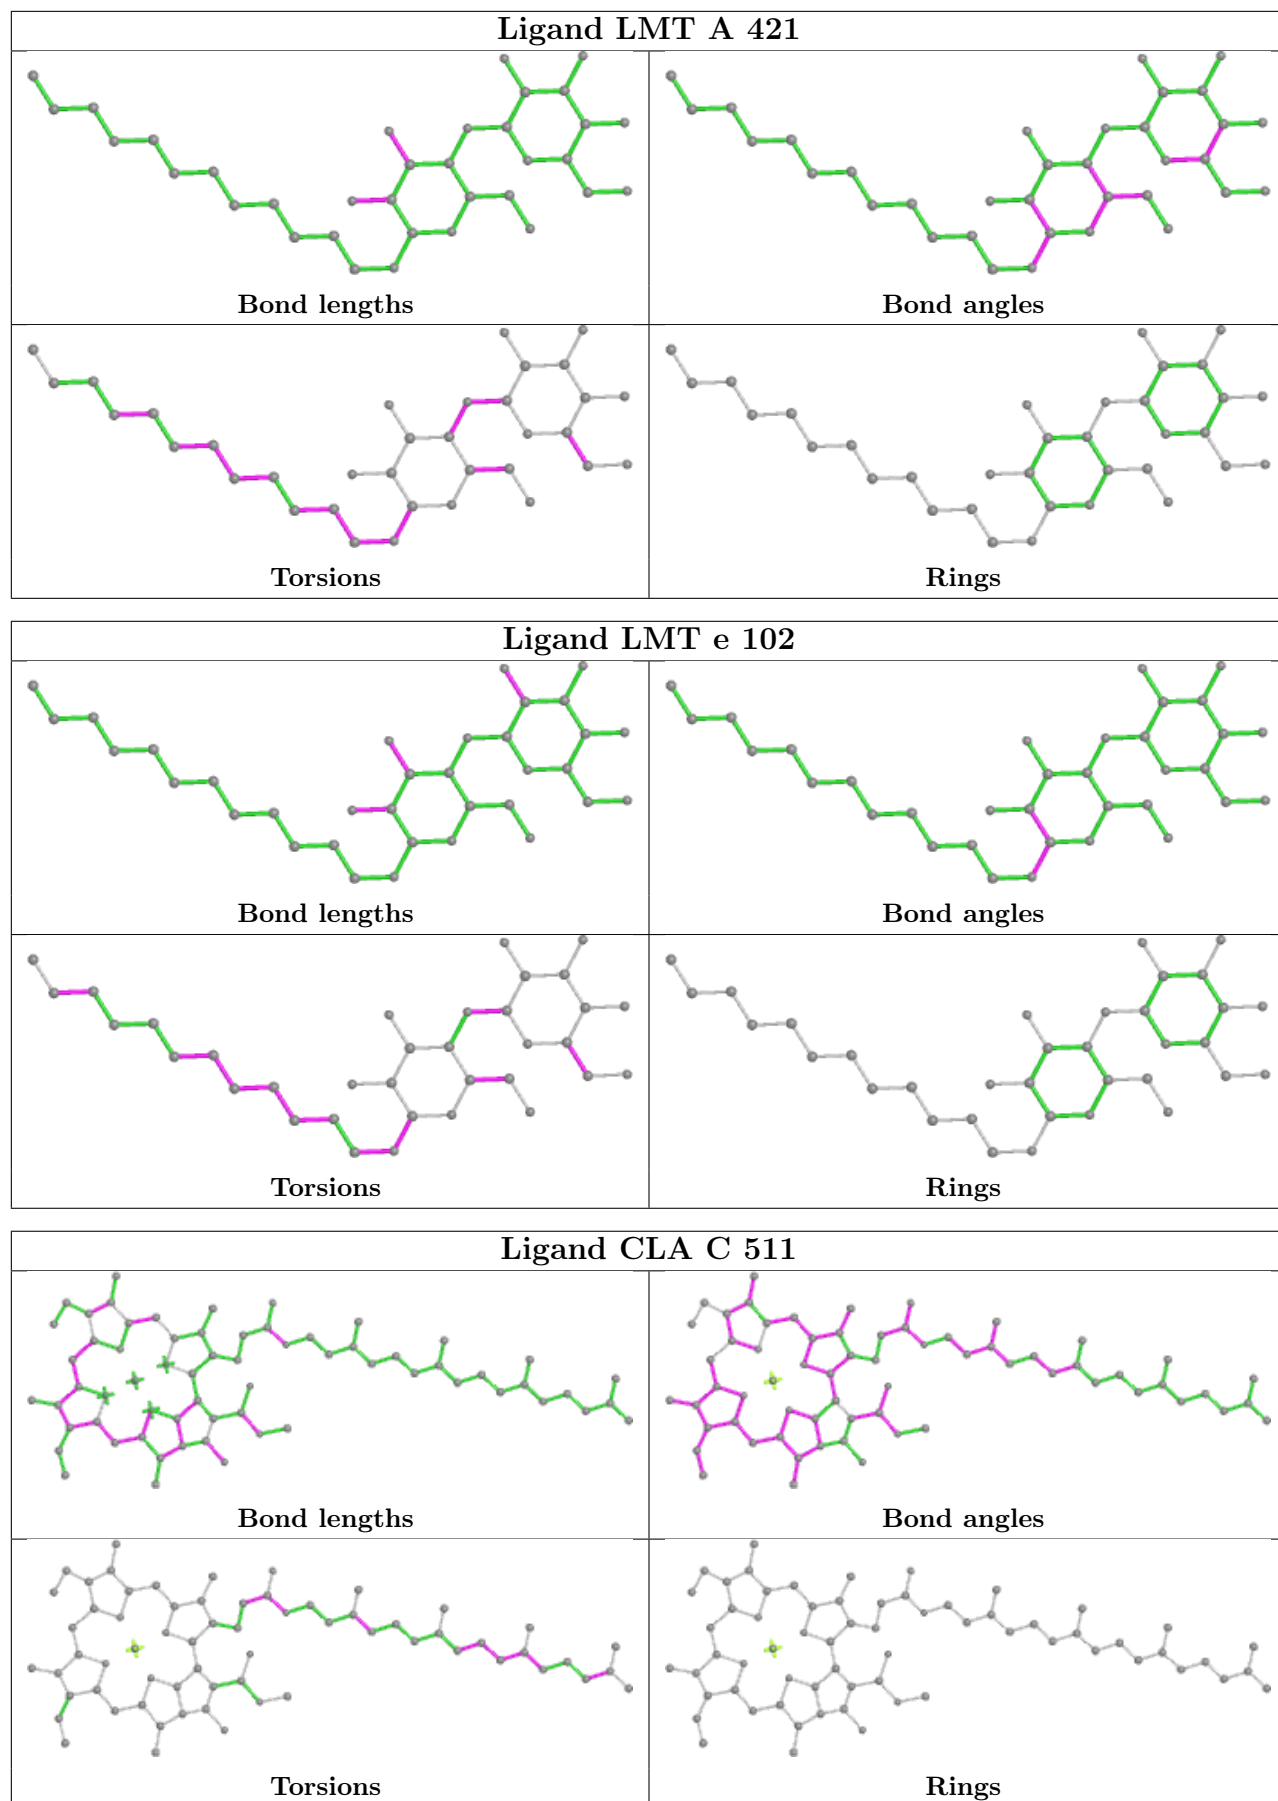 Ligand LMT A 421
Bond lengths
Bond angles
Torsions
Rings
Ligand LMT e 102
Bond lengths
Bond angles
Torsions
Rings
Ligand CLA C 511
Bond lengths
Bond angles
Torsions
Rings